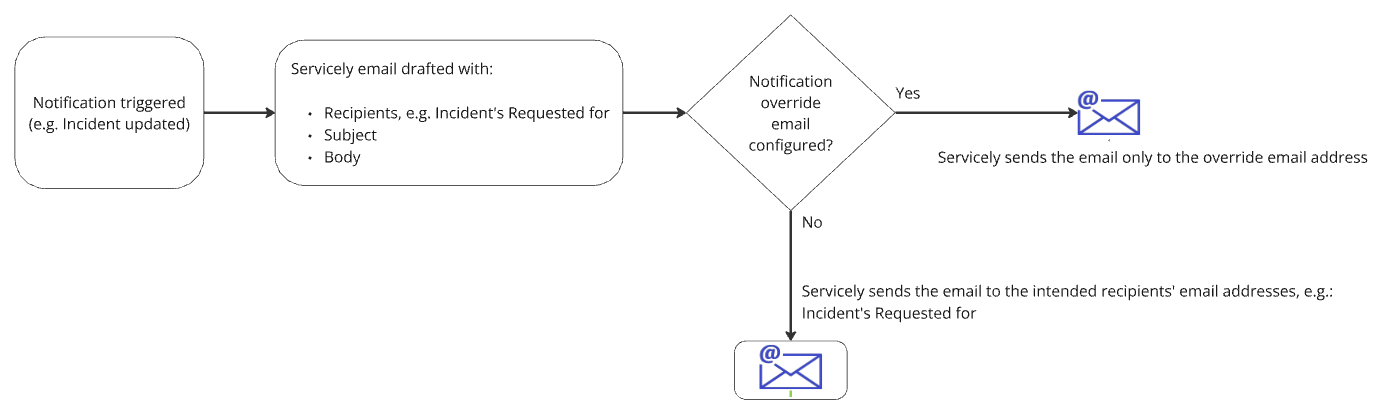 Notification triggered
(e.g. Incident updated)
Servicely email drafted with:
• Recipients, e.g. Incident's Requested for
• Subject
• Body
Notification
override
email
configured?
Yes
@
Servicely sends the email only to the override email address
No
Servicely sends the email to the intended recipients' email addresses, e.g.:
Incident's Requested for
@